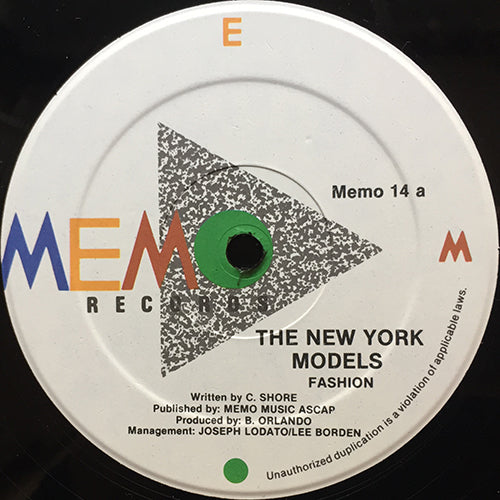 E
Memo 14 a
MEMO
M
RECORDS
THE NEW YORK
MODELS
FASHION
Written by C. SHORE
Published by: MEMO MUSIC ASCAP
Produced by: B. ORLANDO
Management: JOSEPH LODATO/LEE BORDEN
Unauthorized duplication is a violation of applicable laws.